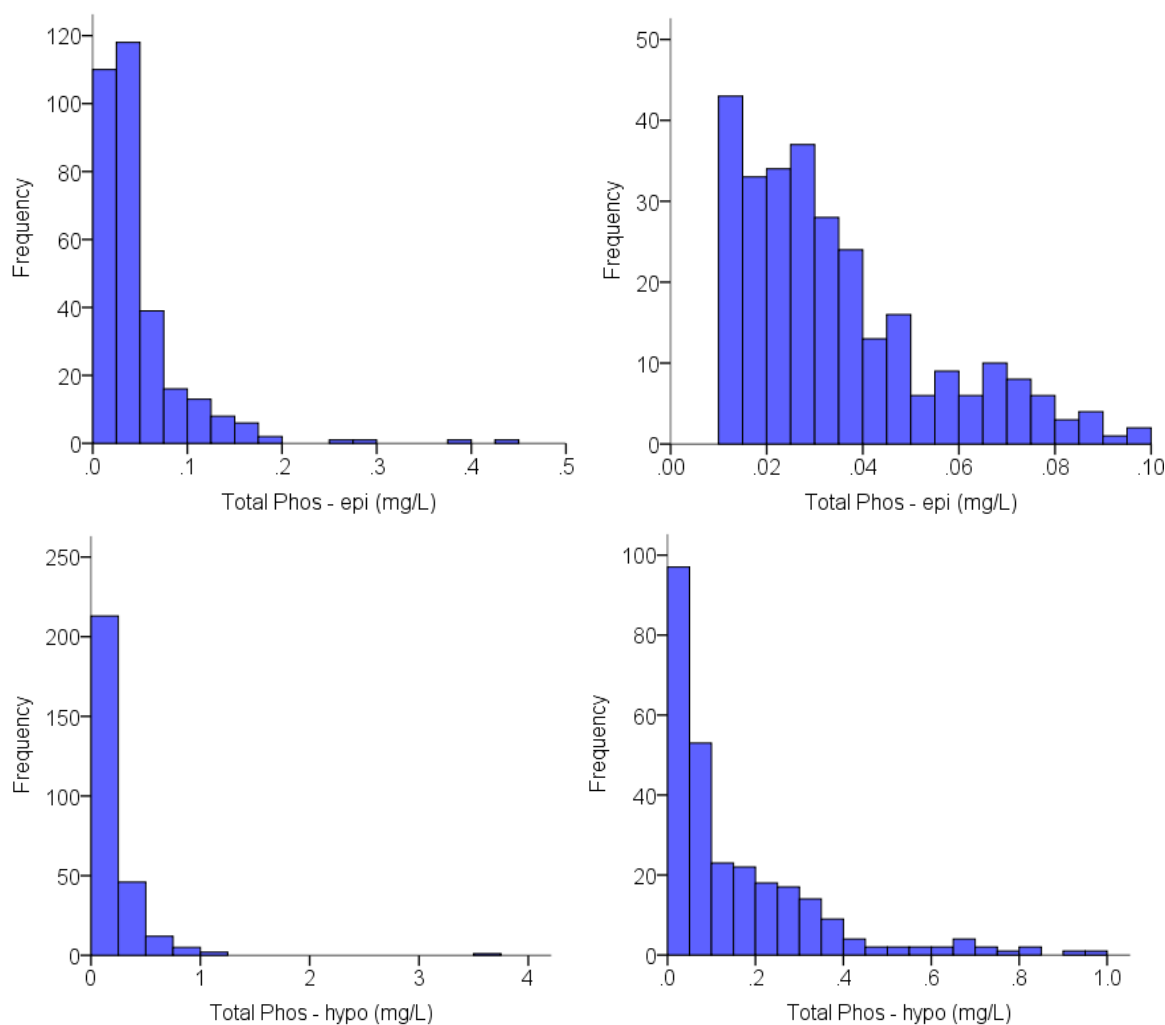 120
100
80
60
40
20
0
Frequency
.0 .1 .2 .3 .4 .5
Total Phos - epi (mg/L)
50
40
30
20
10
0
Frequency
.00 .02 .04 .06 .08 .10
Total Phos - epi (mg/L)
250
200
150
100
50
0
Frequency
0 1 2 3 4
Total Phos - hypo (mg/L)
100
80
60
40
20
0
Frequency
.0 .2 .4 .6 .8 1.0
Total Phos - hypo (mg/L)